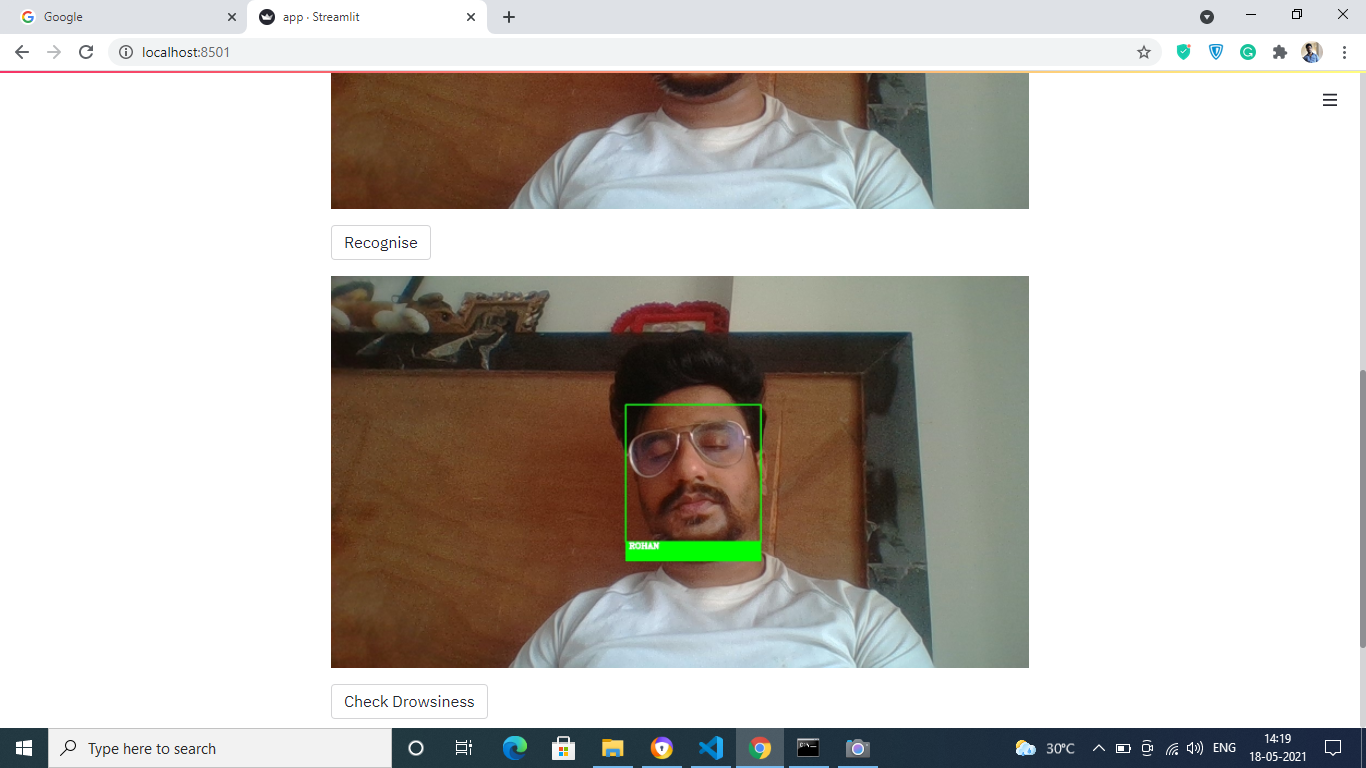 Google
app · Streamlit
localhost:8501
Recognise
ROHAN
Check Drowsiness
Type here to search
30°C
ENG
14:19
18-05-2021